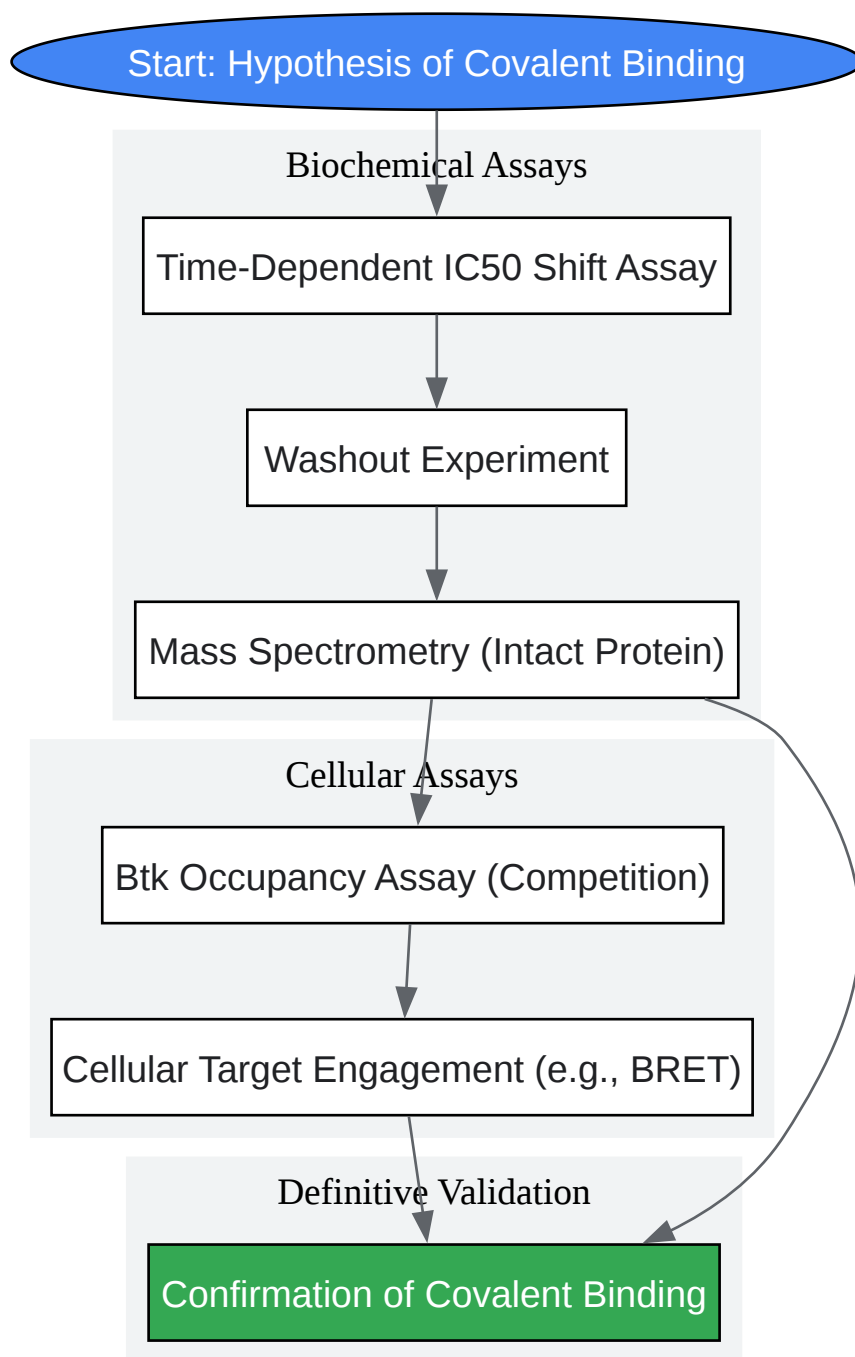 Start: Hypothesis of Covalent Binding
Biochemical Assays
Time-Dependent IC50 Shift Assay
Washout Experiment
Mass Spectrometry (Intact Protein)
Cellular Assays
Btk Occupancy Assay (Competition)
Cellular Target Engagement (e.g., BRET)
Definitive Validation
Confirmation of Covalent Binding